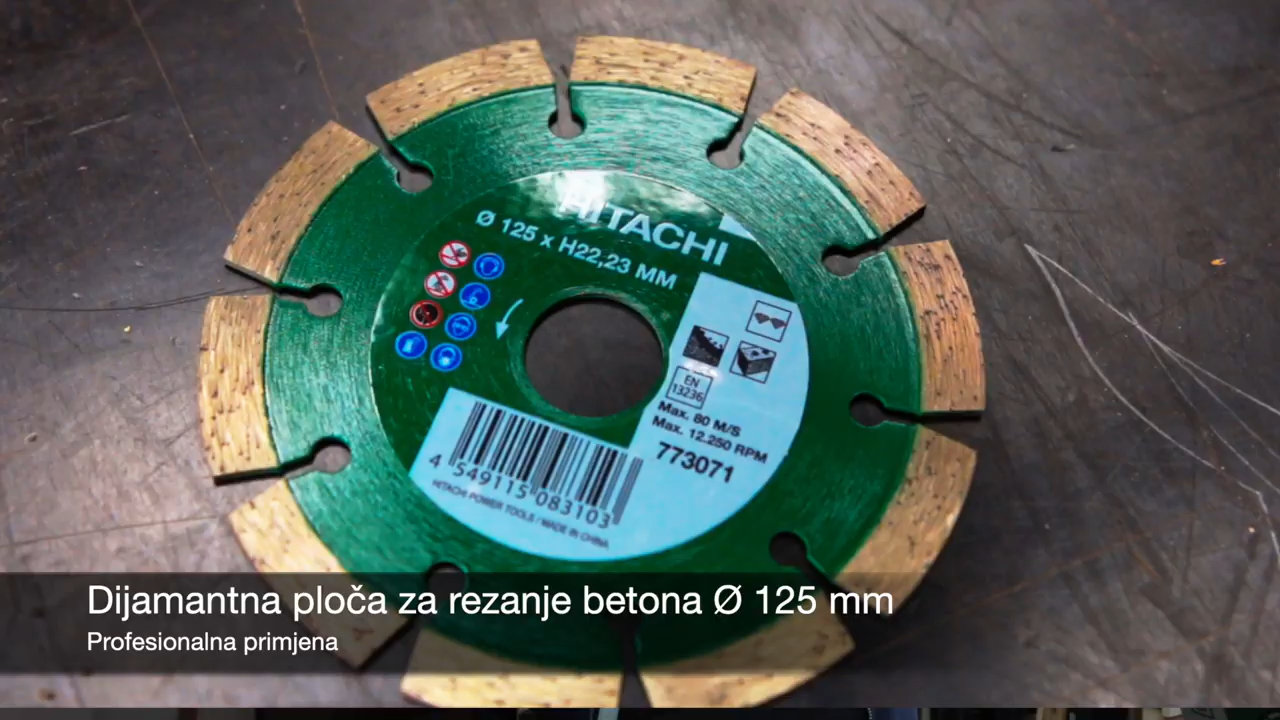 HITACHI
Ø 125 x H22,23 MM
EN
13236
Max. 80 M/S
Max. 12.250 RPM
773071
4 549115 083103
HITACHI POWER TOOLS / MADE IN CHINA
Dijamantna ploča za rezanje betona Ø 125 mm
Profesionalna primjena